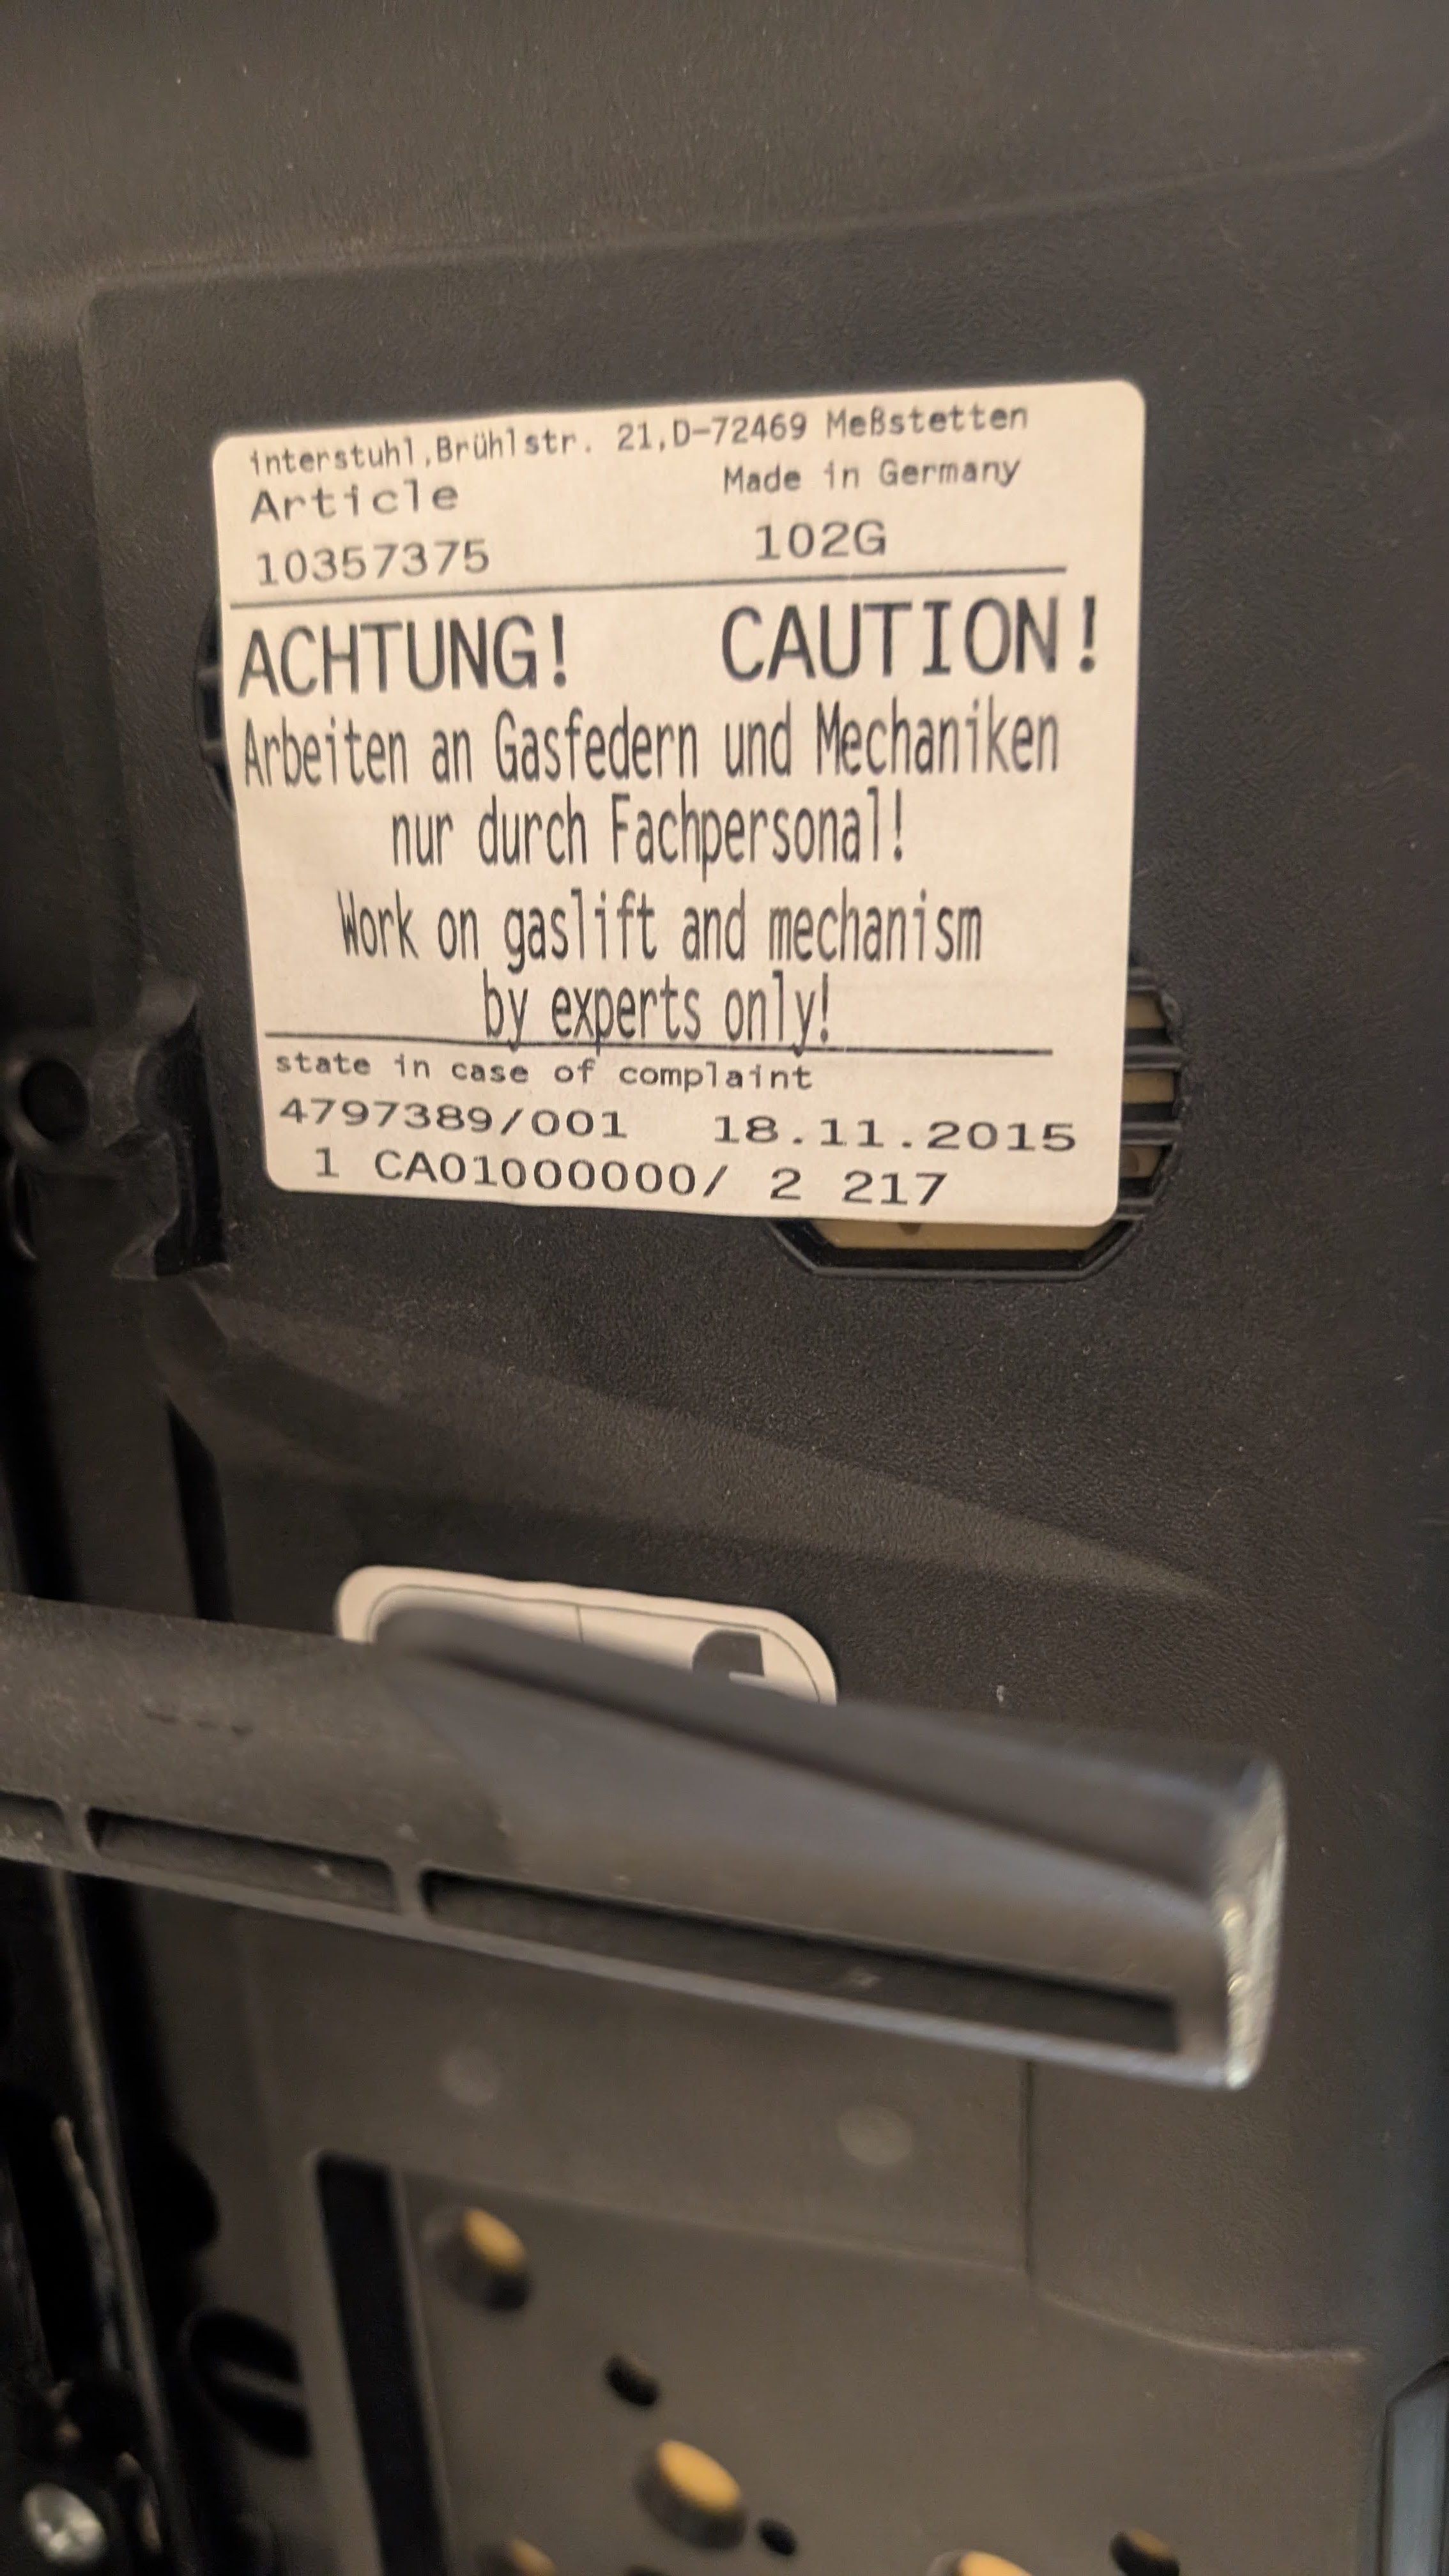 interstuhl,Brühlstr. 21,D-72469 Meßstetten
Article Made in Germany
10357375 102G
ACHTUNG! CAUTION!
Arbeiten an Gasfedern und Mechaniken
nur durch Fachpersonal!
Work on gaslift and mechanism
by experts only!
state in case of complaint
4797389/001 18.11.2015
1 CA01000000/ 2 217